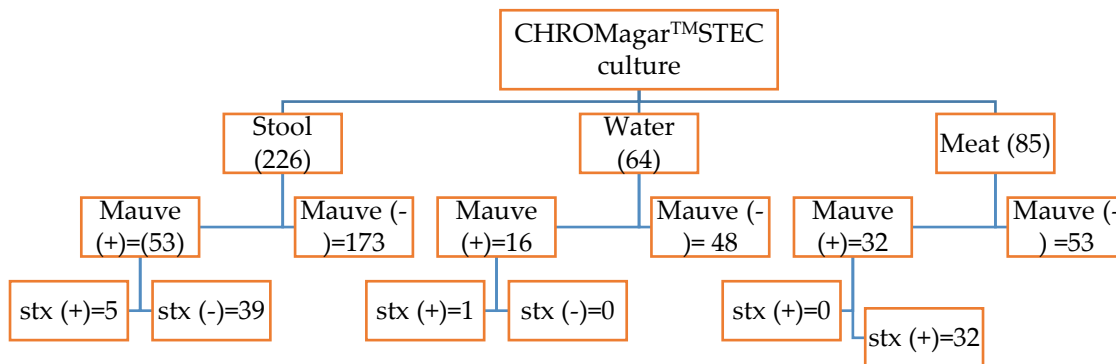 CHROMagar™STEC
culture
Stool
(226)
Water
(64)
Meat (85)
Mauve
(+)=(53)
Mauve (-
)=173
Mauve
(+)=16
Mauve (-
)= 48
Mauve
(+)=32
Mauve (-
) =53
stx (+)=5
stx (-)=39
stx (+)=1
stx (-)=0
stx (+)=0
stx (+)=32